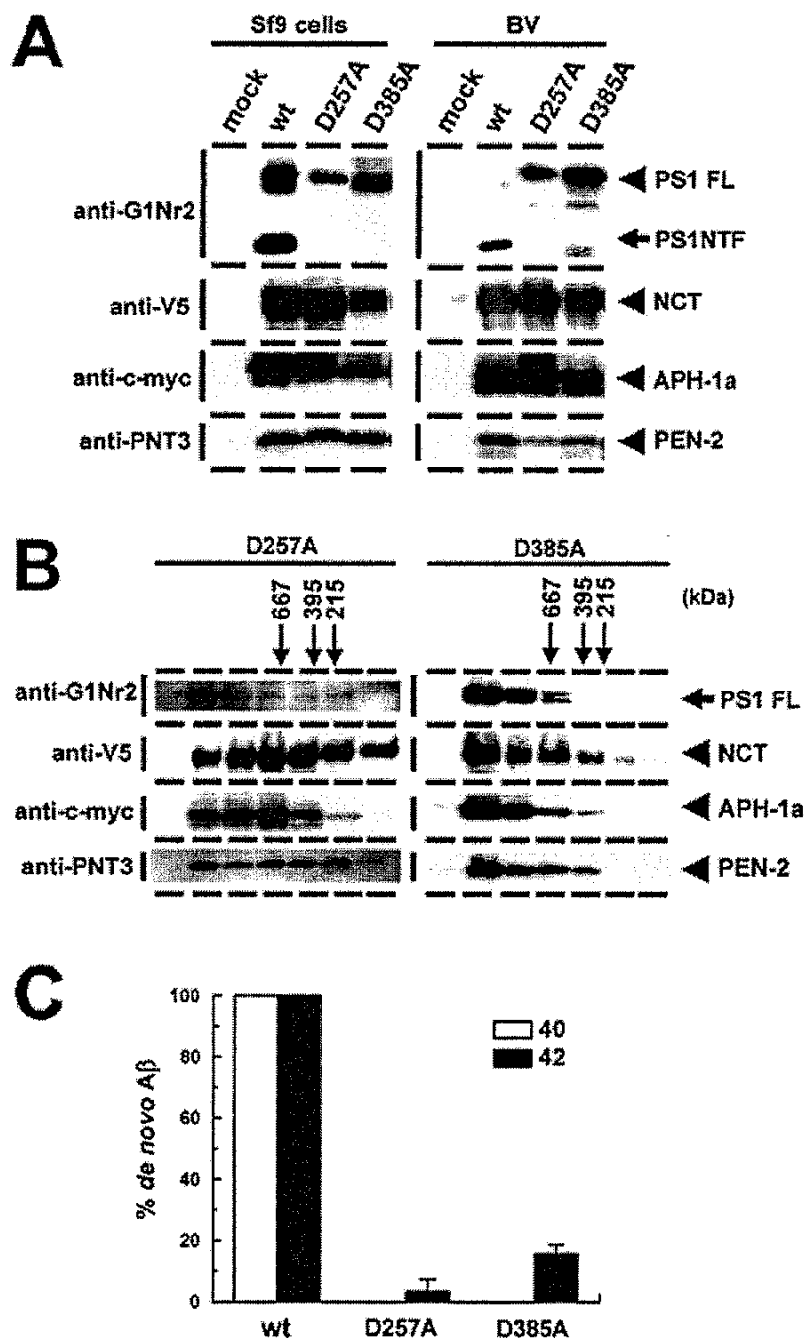 A
Sf9 cells
BV
mock
wt
D257A
D385A
mock
wt
D257A
D385A
anti-G1Nr2
PS1 FL
PS1NTF
anti-V5
NCT
anti-c-myc
APH-1a
anti-PNT3
PEN-2
B
D257A
D385A
667
395
215
667
395
215
(kDa)
anti-G1Nr2
PS1 FL
anti-V5
NCT
anti-c-myc
APH-1a
anti-PNT3
PEN-2
C
% de novo Aβ
100
80
60
40
20
0
40
42
wt
D257A
D385A